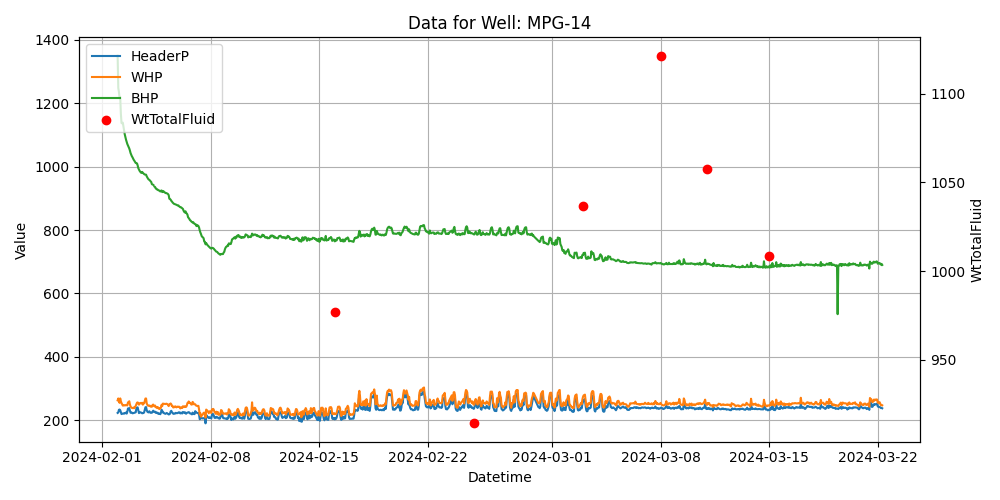 Data for Well: MPG-14
HeaderP
WHP
BHP
WtTotalFluid
1400
1200
1000
800
600
400
200
Value
1100
1050
1000
950
WtTotalFluid
2024-02-01 2024-02-08 2024-02-15 2024-02-22 2024-03-01 2024-03-08 2024-03-15 2024-03-22
Datetime